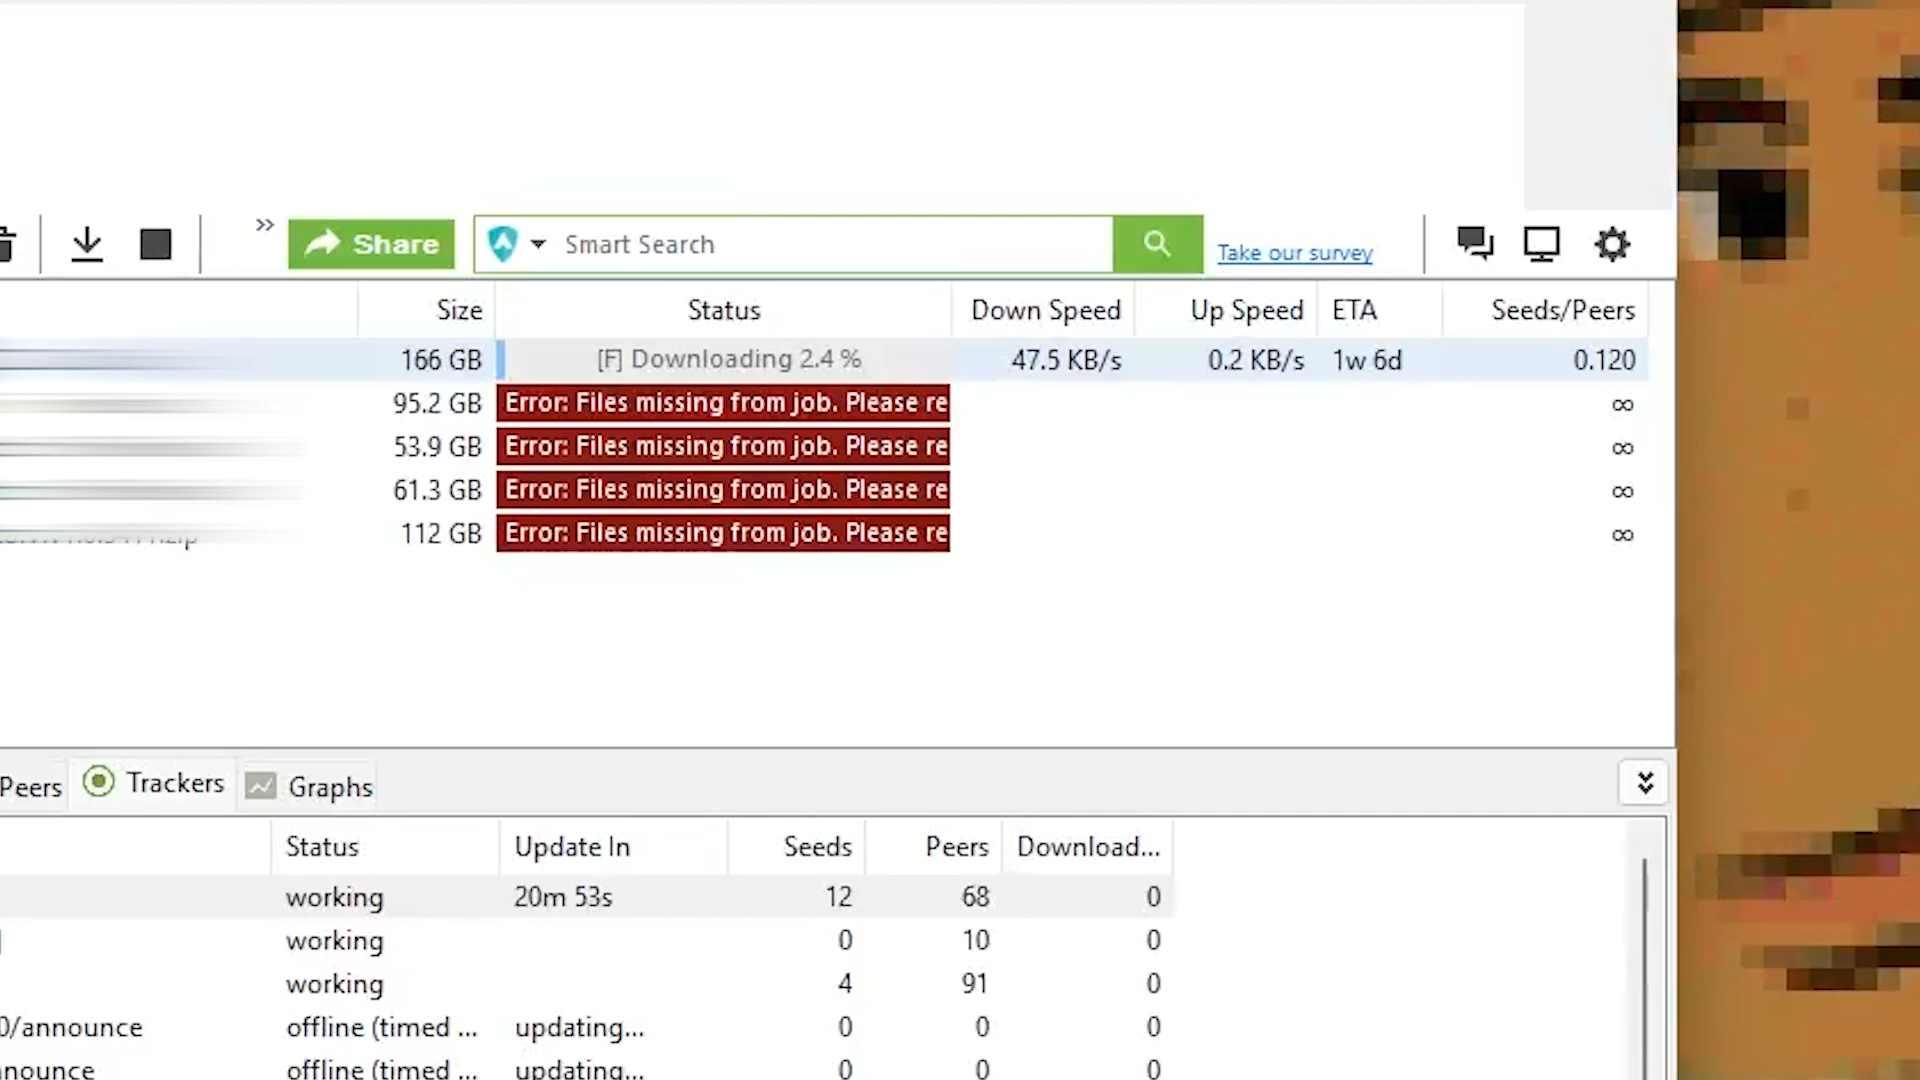 » Share Smart Search Take our survey
Size Status Down Speed Up Speed ETA Seeds/Peers
166 GB [F] Downloading 2.4 % 47.5 KB/s 0.2 KB/s 1w 6d 0.120
95.2 GB Error: Files missing from job. Please re ∞
53.9 GB Error: Files missing from job. Please re ∞
61.3 GB Error: Files missing from job. Please re ∞
112 GB Error: Files missing from job. Please re ∞
Peers Trackers Graphs
Status Update In Seeds Peers Download...
working 20m 53s 12 68 0
working 0 10 0
working 4 91 0
0/announce offline (timed ... updating... 0 0 0
nounce offline (timed ... updating... 0 0 0